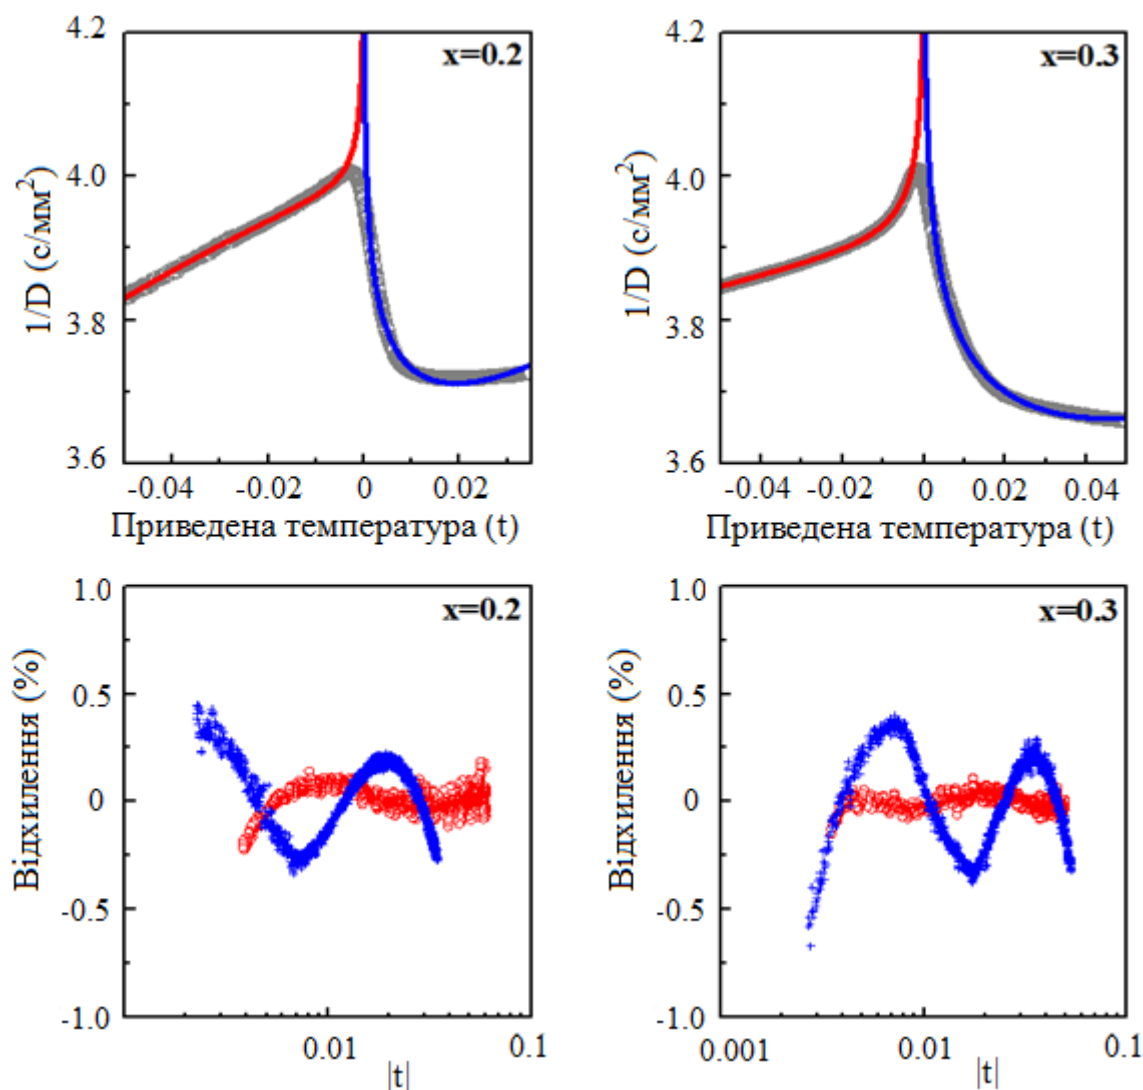 4.2
x=0.2
4.0
3.8
3.6
1/D (с/мм²)
-0.04
-0.02
0
0.02
Приведена температура (t)
4.2
x=0.3
4.0
3.8
3.6
1/D (с/мм²)
-0.04
-0.02
0
0.02
0.04
Приведена температура (t)
1.0
x=0.2
0.5
0
-0.5
-1.0
Відхилення (%)
0.01
0.1
|t|
1.0
x=0.3
0.5
0
-0.5
-1.0
Відхилення (%)
0.001
0.01
0.1
|t|